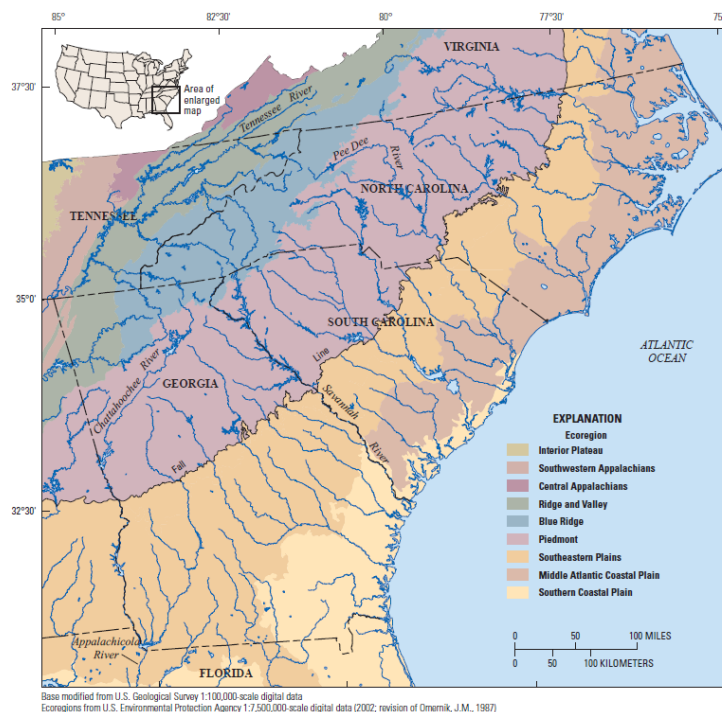 85°
82°30'
80°
77°30'
75
37°30'
35°0'
32°30'
Area of
enlarged
map
VIRGINIA
Tennessee River
Pee Dee
River
NORTH CAROLINA
TENNESSEE
SOUTH CAROLINA
Line
Chattahoochee River
GEORGIA
Savannah
River
Fall
ATLANTIC
OCEAN
Appalachicola
River
FLORIDA
EXPLANATION
Ecoregion
Interior Plateau
Southwestern Appalachians
Central Appalachians
Ridge and Valley
Blue Ridge
Piedmont
Southeastern Plains
Middle Atlantic Coastal Plain
Southern Coastal Plain
0 50 100 MILES
0 50 100 KILOMETERS
Base modified from U.S. Geological Survey 1:100,000-scale digital data
Ecoregions from U.S. Environmental Protection Agency 1:7,500,000-scale data (2002; revision of Omernik, J.M., 1987)